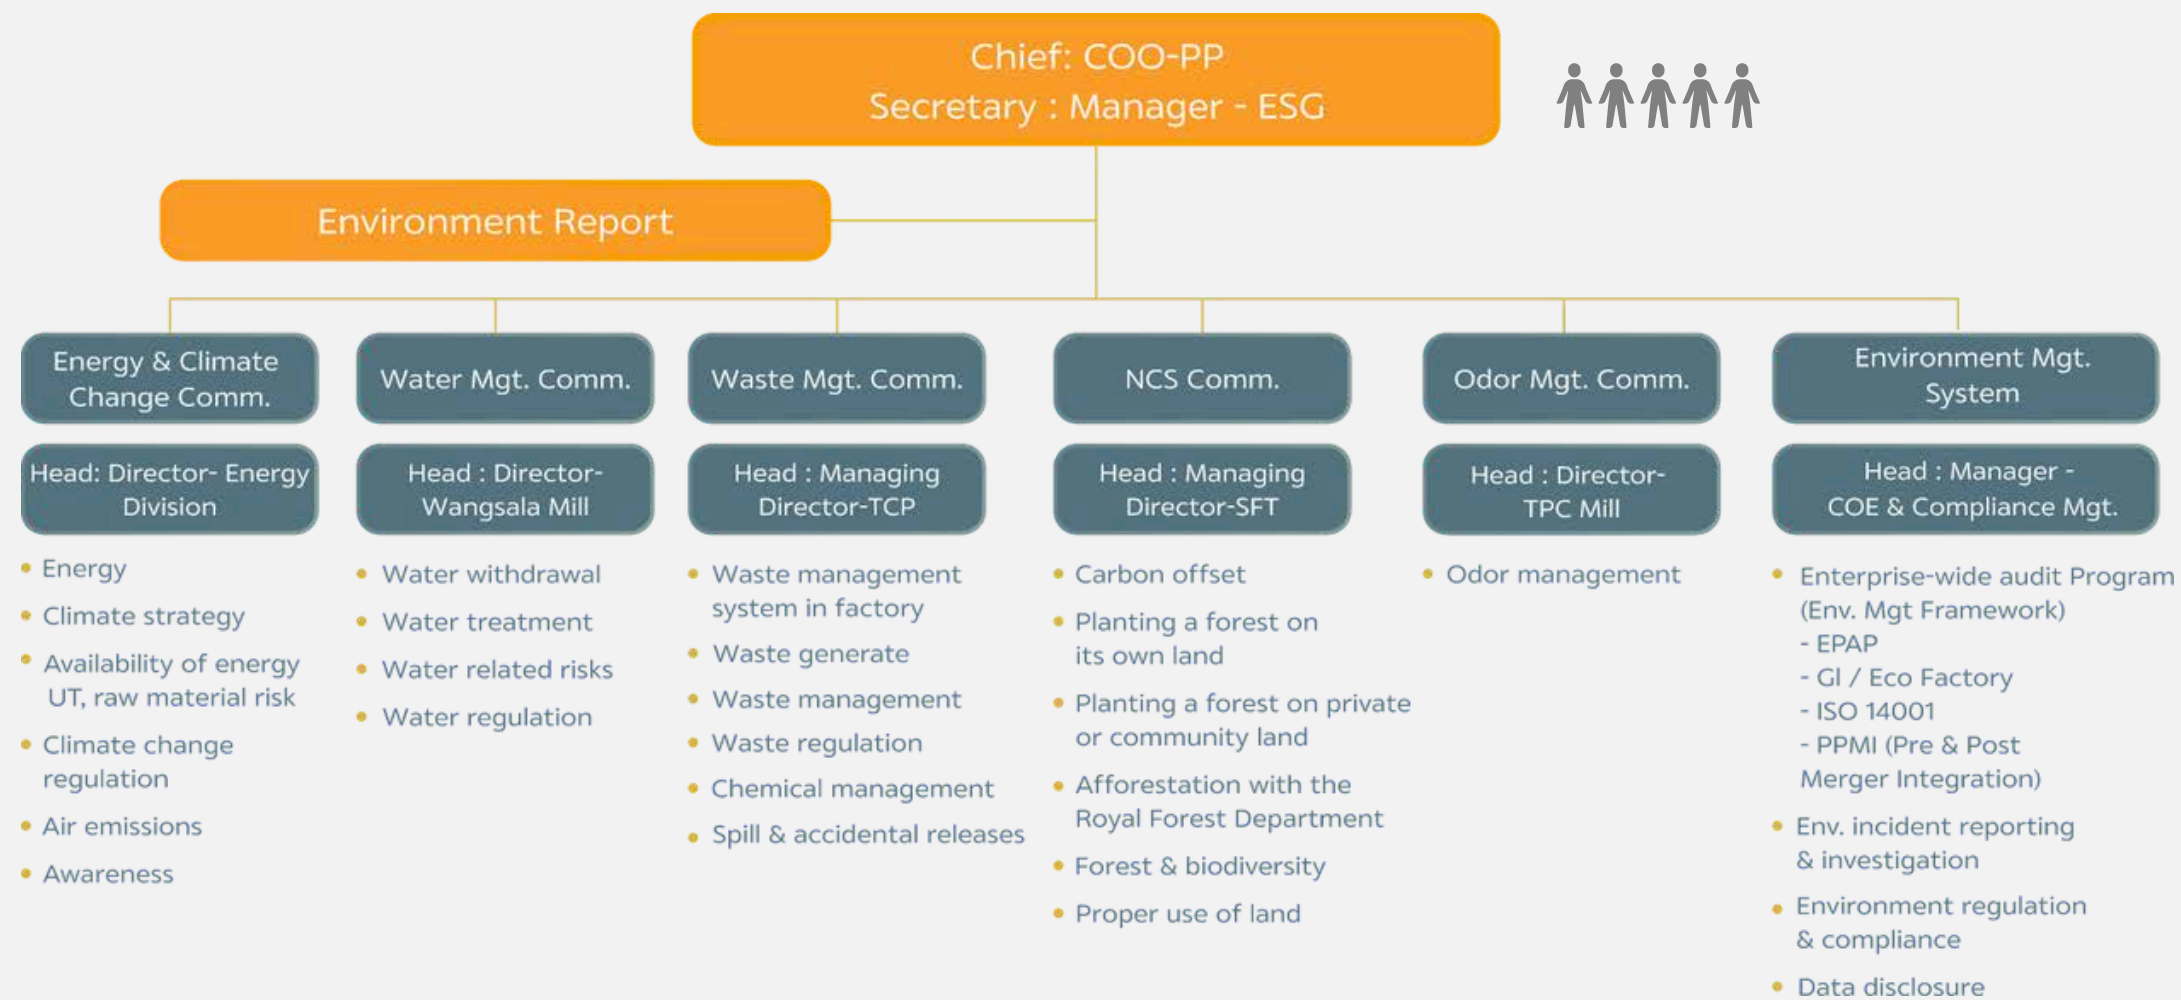 Chief: COO-PP
Secretary : Manager - ESG
Environment Report
Energy & Climate
Change Comm.
Head: Director- Energy
Division
• Energy
• Climate strategy
• Availability of energy
UT, raw material risk
• Climate change
regulation
• Air emissions
• Awareness
Water Mgt. Comm.
Head : Director-
Wangsala Mill
• Water withdrawal
• Water treatment
• Water related risks
• Water regulation
Waste Mgt. Comm.
Head : Managing
Director-TCP
• Waste management
system in factory
• Waste generate
• Waste management
• Waste regulation
• Chemical management
• Spill & accidental releases
NCS Comm.
Head : Managing
Director-SFT
• Carbon offset
• Planting a forest on
its own land
• Planting a forest on private
or community land
• Afforestation with the
Royal Forest Department
• Forest & biodiversity
• Proper use of land
Odor Mgt. Comm.
Head : Director-
TPC Mill
• Odor management
Environment Mgt.
System
Head : Manager -
COE & Compliance Mgt.
• Enterprise-wide audit Program
(Env. Mgt Framework)
- EPAP
- GI / Eco Factory
- ISO 14001
- PPMI (Pre & Post
Merger Integration)
• Env. incident reporting
& investigation
• Environment regulation
& compliance
• Data disclosure